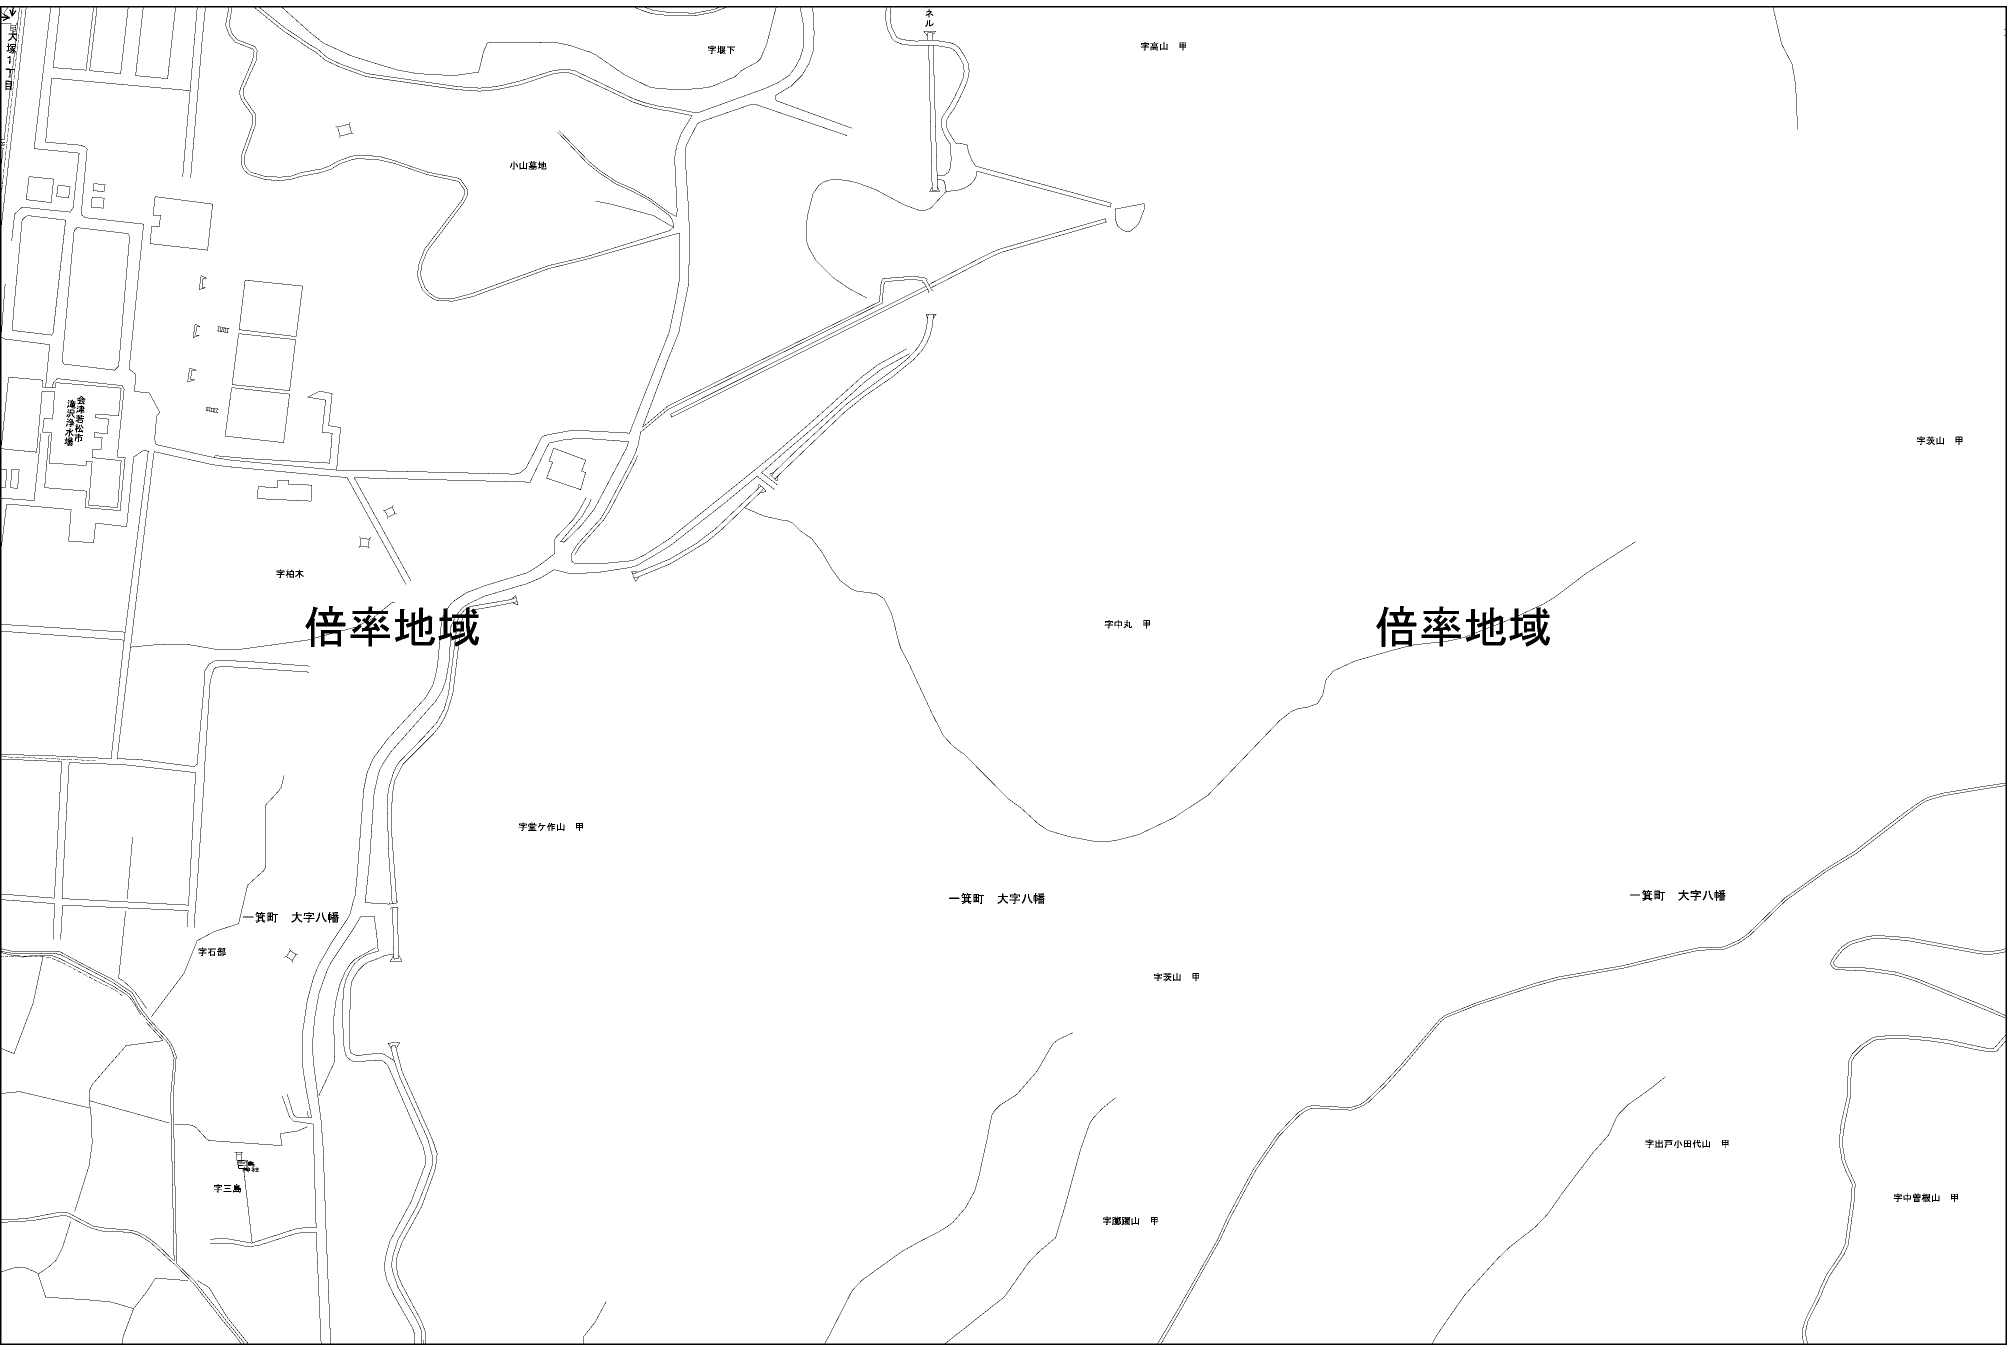 ネル
大塚1丁目
字堰下
字高山　甲
小山墓地
会津若松市
滝沢浄水場
字茨山　甲
字柏木
倍率地域
字中丸　甲
倍率地域
字堂ケ作山　甲
一箕町　大字八幡
一箕町　大字八幡
一箕町　大字八幡
字石部
字茨山　甲
字出戸小田代山　甲
字三島
字中曽根山　甲